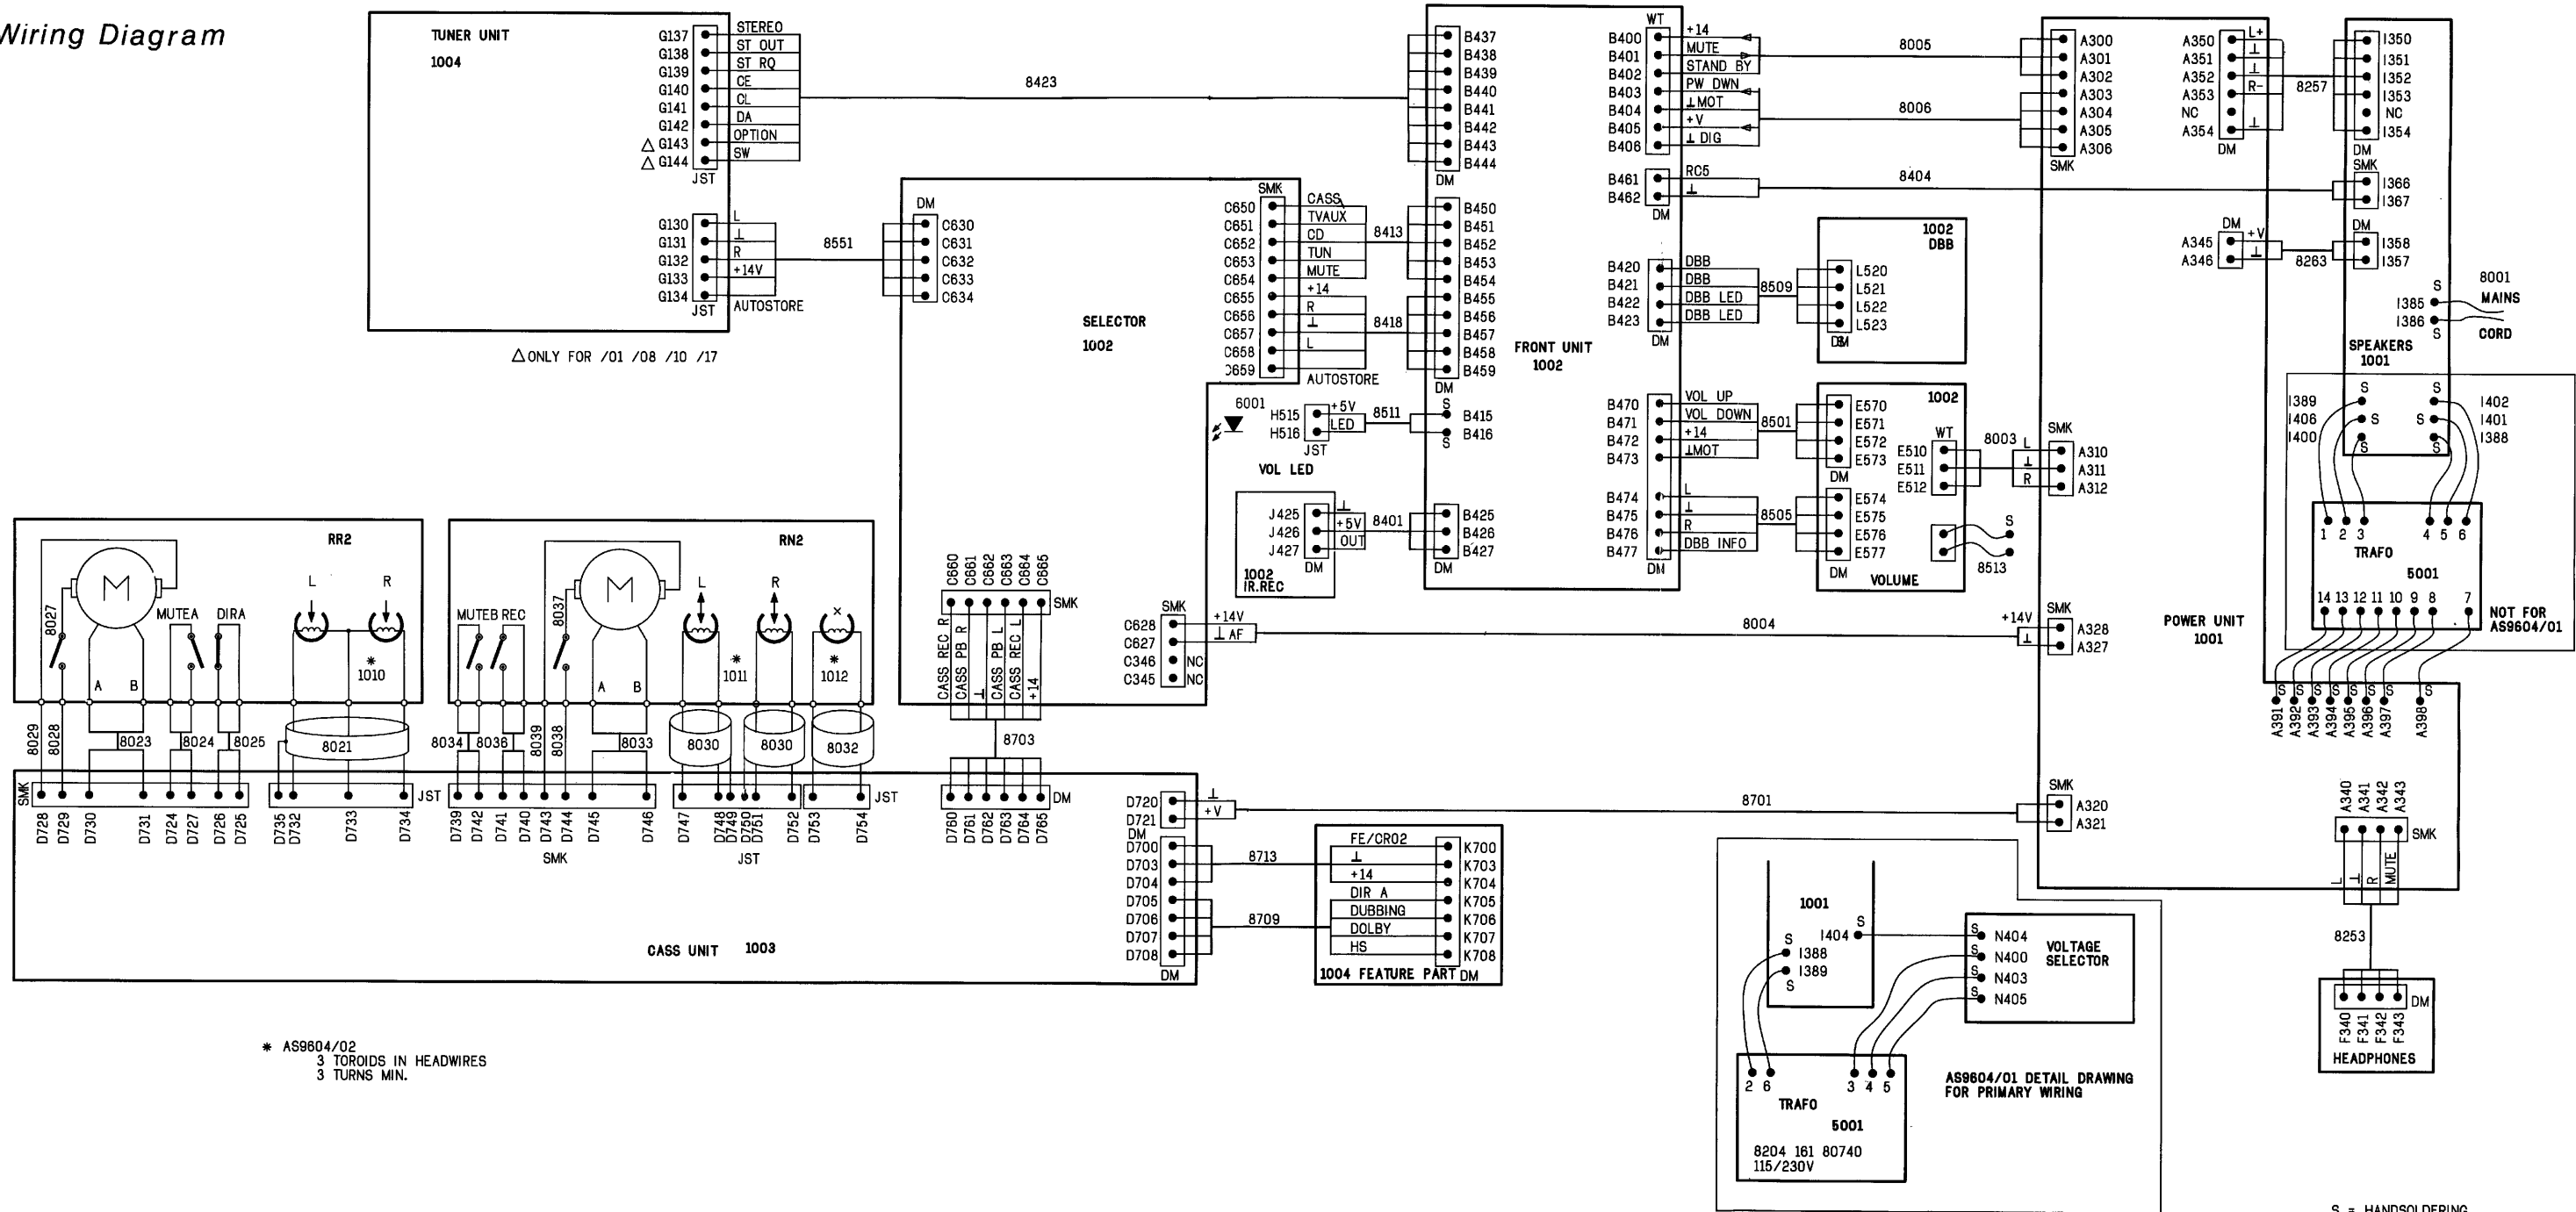 Wiring Diagram
TUNER UNIT
1004
G137 STEREO
G138 ST OUT
G139 ST RQ
G140 CE
G141 CL
G142 DA
△ G143 OPTION
△ G144 SW
JST
G130 L
G131 ⊥
G132 R
G133 +14V
G134
JST AUTOSTORE
△ ONLY FOR /01 /08 /10 /17
8423
8551
DM
C630
C631
C632
C633
C634
SELECTOR
1002
SMK
C650 CASS
C651 TVAUX
C652 CD
C653 TUN
C654 MUTE
C655 +14
C656 R
C657 ⊥
C658 L
C659
AUTOSTORE
8413
8418
6001
H515 +5V
H516 LED
JST
8511
VOL LED
J425 ⊥
J426 +5V
J427 OUT
DM
8401
1002
IR.REC
C660 C661 C662 C663 C664 C665
SMK
CASS REC R
CASS PB R
⊥
CASS PB L
CASS REC L
+14
8703
SMK
C628 +14V
C627 ⊥ AF
C346 NC
C345 NC
8004
B437
B438
B439
B440
B441
B442
B443
B444
DM
B450
B451
B452
B453
B454
B455
B456
B457
B458
B459
DM
S
B415
B416
S
B425
B426
B427
DM
FRONT UNIT
1002
WT
B400 +14
B401 MUTE
B402 STAND BY
B403 PW DWN
B404 ⊥MOT
B405 +V
B406 ⊥ DIG
8005
8006
B461 RC5
B462 ⊥
DM
8404
B420 DBB
B421 DBB
B422 DBB LED
B423 DBB LED
DM
8509
1002
DBB
L520
L521
L522
L523
DM
B470 VOL UP
B471 VOL DOWN
B472 +14
B473 ⊥MOT
8501
B474 L
B475 ⊥
B476 R
B477 DBB INFO
DM
8505
1002
E570
E571
E572
E573
DM
E574
E575
E576
E577
DM
WT
E510
E511
E512
8003
L
⊥
R
S
8513
VOLUME
A300
A301
A302
A303
A304
A305
A306
SMK
A350 L+
A351 ⊥
A352 ⊥
A353 R-
NC
A354 ⊥
DM
8257
I350
I351
I352
I353
NC
I354
DM
SMK
I366
I367
DM
A345 +V
A346 ⊥
8263
DM
I358
I357
S
I385
I386
S
8001
MAINS
CORD
SPEAKERS
1001
SMK
A310
A311
A312
SMK
+14V A328
⊥ A327
POWER UNIT
1001
S S
I389 I402
I406 S S I401
I400 I388
S S
1 2 3 4 5 6
TRAFO
5001
14 13 12 11 10 9 8 7
NOT FOR
AS9604/01
S S S S S S S S
A391 A392 A393 A394 A395 A396 A397 A398
SMK
A320
A321
A340 A341 A342 A343
SMK
L ⊥ R MUTE
8253
DM
F340 F341 F342 F343
HEADPHONES
RR2
M
L R
8027
MUTEA DIRA
A B
*
1010
8029 8028 8023 8024 8025 8021
RN2
M
L R ×
MUTEB REC
8037
A B
*
1011
*
1012
8034 8036 8039 8038 8033 8030 8030 8032
SMK
JST
JST
D728 D729 D730 D731 D724 D727 D726 D725 D735 D732 D733 D734
D739 D742 D741 D740 D743 D744 D745 D746 D747 D748 D749 D750 D751 D752 D753 D754
SMK
JST
DM
D760 D761 D762 D763 D764 D765
D720 ⊥
D721 +V
DM
8701
D700
D703
D704
D705
D706
D707
D708
DM
8713
8709
FE/CRO2 K700
⊥ K703
+14 K704
DIR A K705
DUBBING K706
DOLBY K707
HS K708
1004 FEATURE PART DM
CASS UNIT 1003
* AS9604/02
3 TOROIDS IN HEADWIRES
3 TURNS MIN.
1001
S
I404
S
I388
I389
S
S N404
S N400
S N403
S N405
VOLTAGE
SELECTOR
2 6 3 4 5
TRAFO
5001
8204 161 80740
115/230V
AS9604/01 DETAIL DRAWING
FOR PRIMARY WIRING
S = HANDSOLDERING